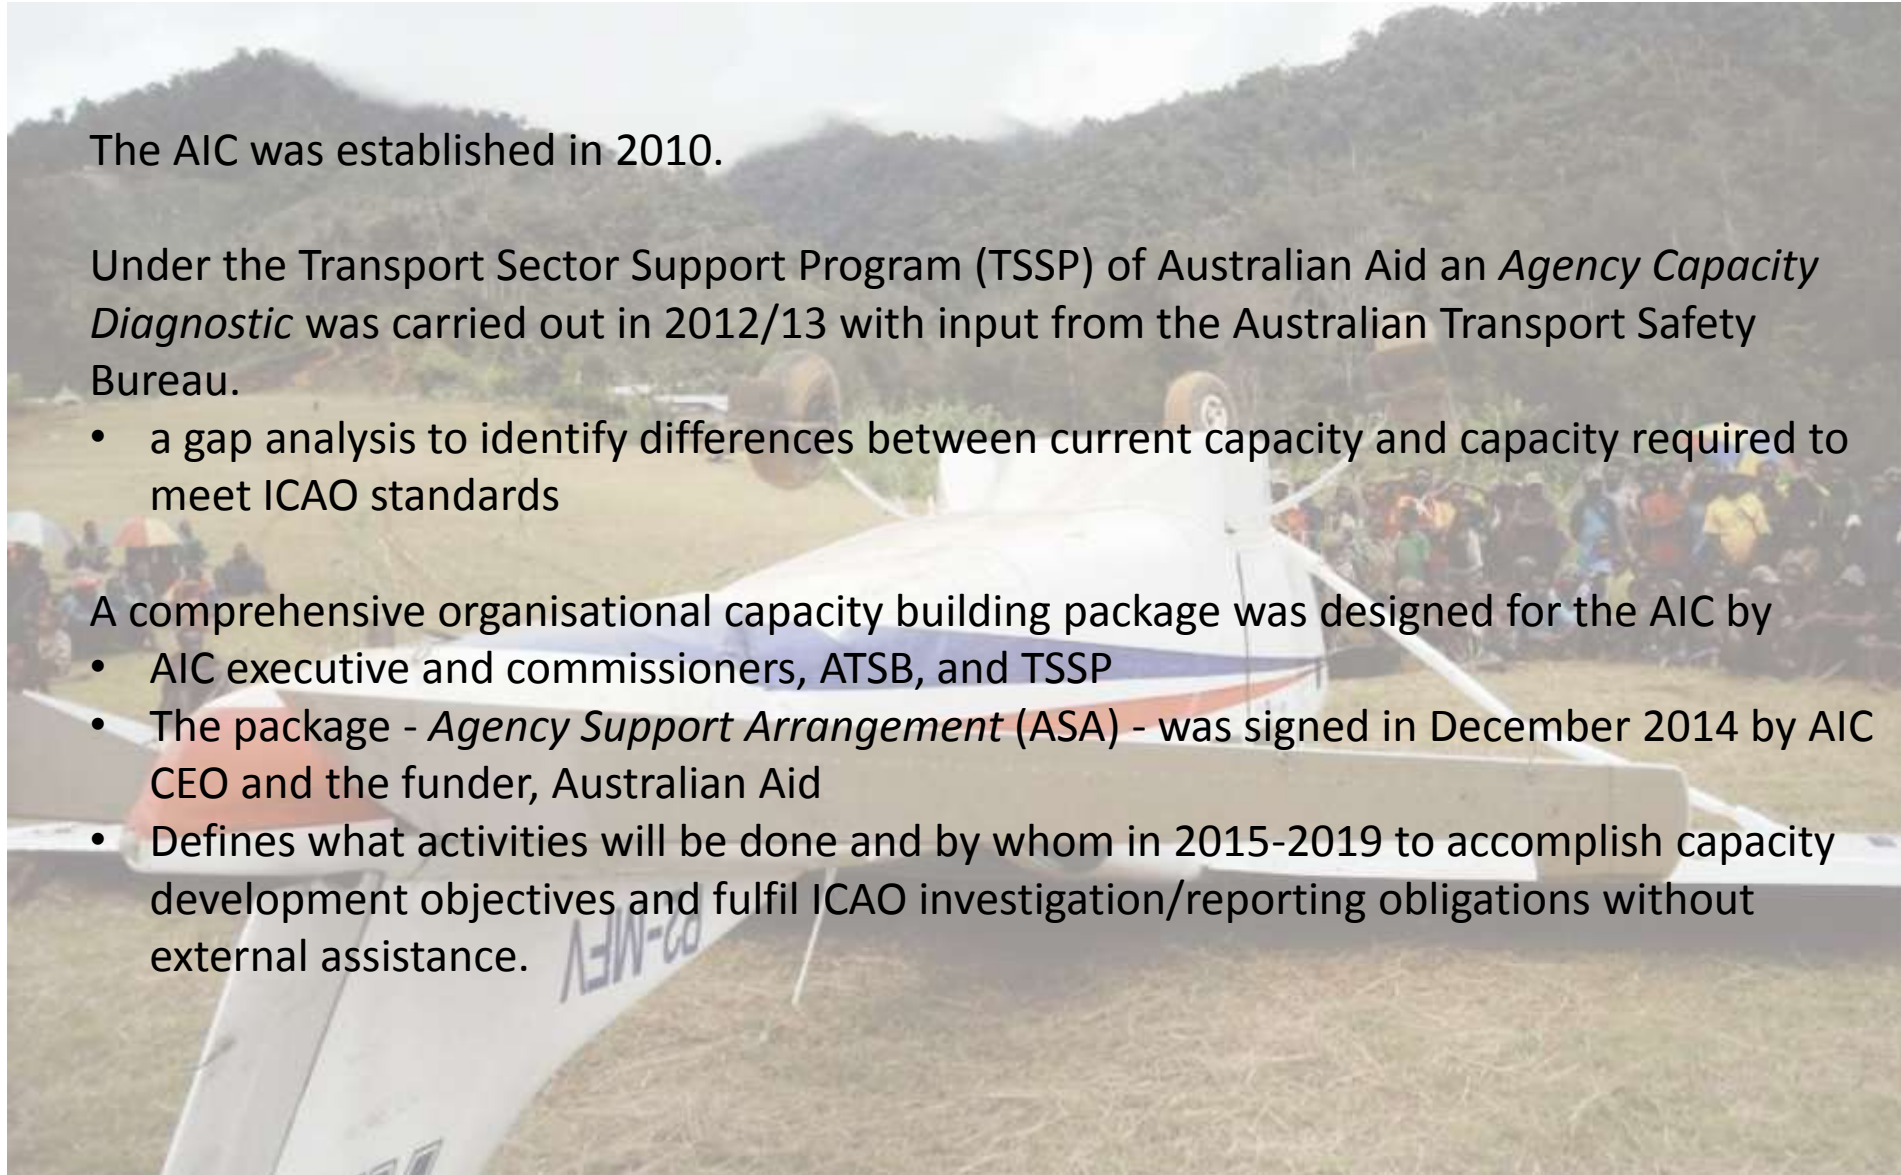 The AIC was established in 2010.
Under the Transport Sector Support Program (TSSP) of Australian Aid an Agency Capacity
Diagnostic was carried out in 2012/13 with input from the Australian Transport Safety
Bureau.
• a gap analysis to identify differences between current capacity and capacity required to
meet ICAO standards
A comprehensive organisational capacity building package was designed for the AIC by
• AIC executive and commissioners, ATSB, and TSSP
• The package - Agency Support Arrangement (ASA) - was signed in December 2014 by AIC
CEO and the funder, Australian Aid
• Defines what activities will be done and by whom in 2015-2019 to accomplish capacity
development objectives and fulfil ICAO investigation/reporting obligations without
external assistance.
P2-MFV